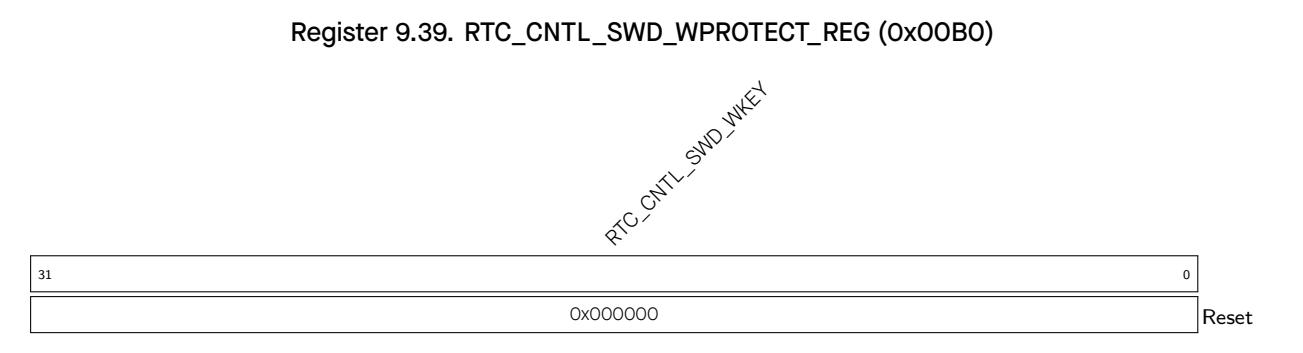 Register 9.39. RTC_CNTL_SWD_WPROTECT_REG (0x00B0)
RTC_CNTL_SWD_WKEY
31 0
0x000000 Reset